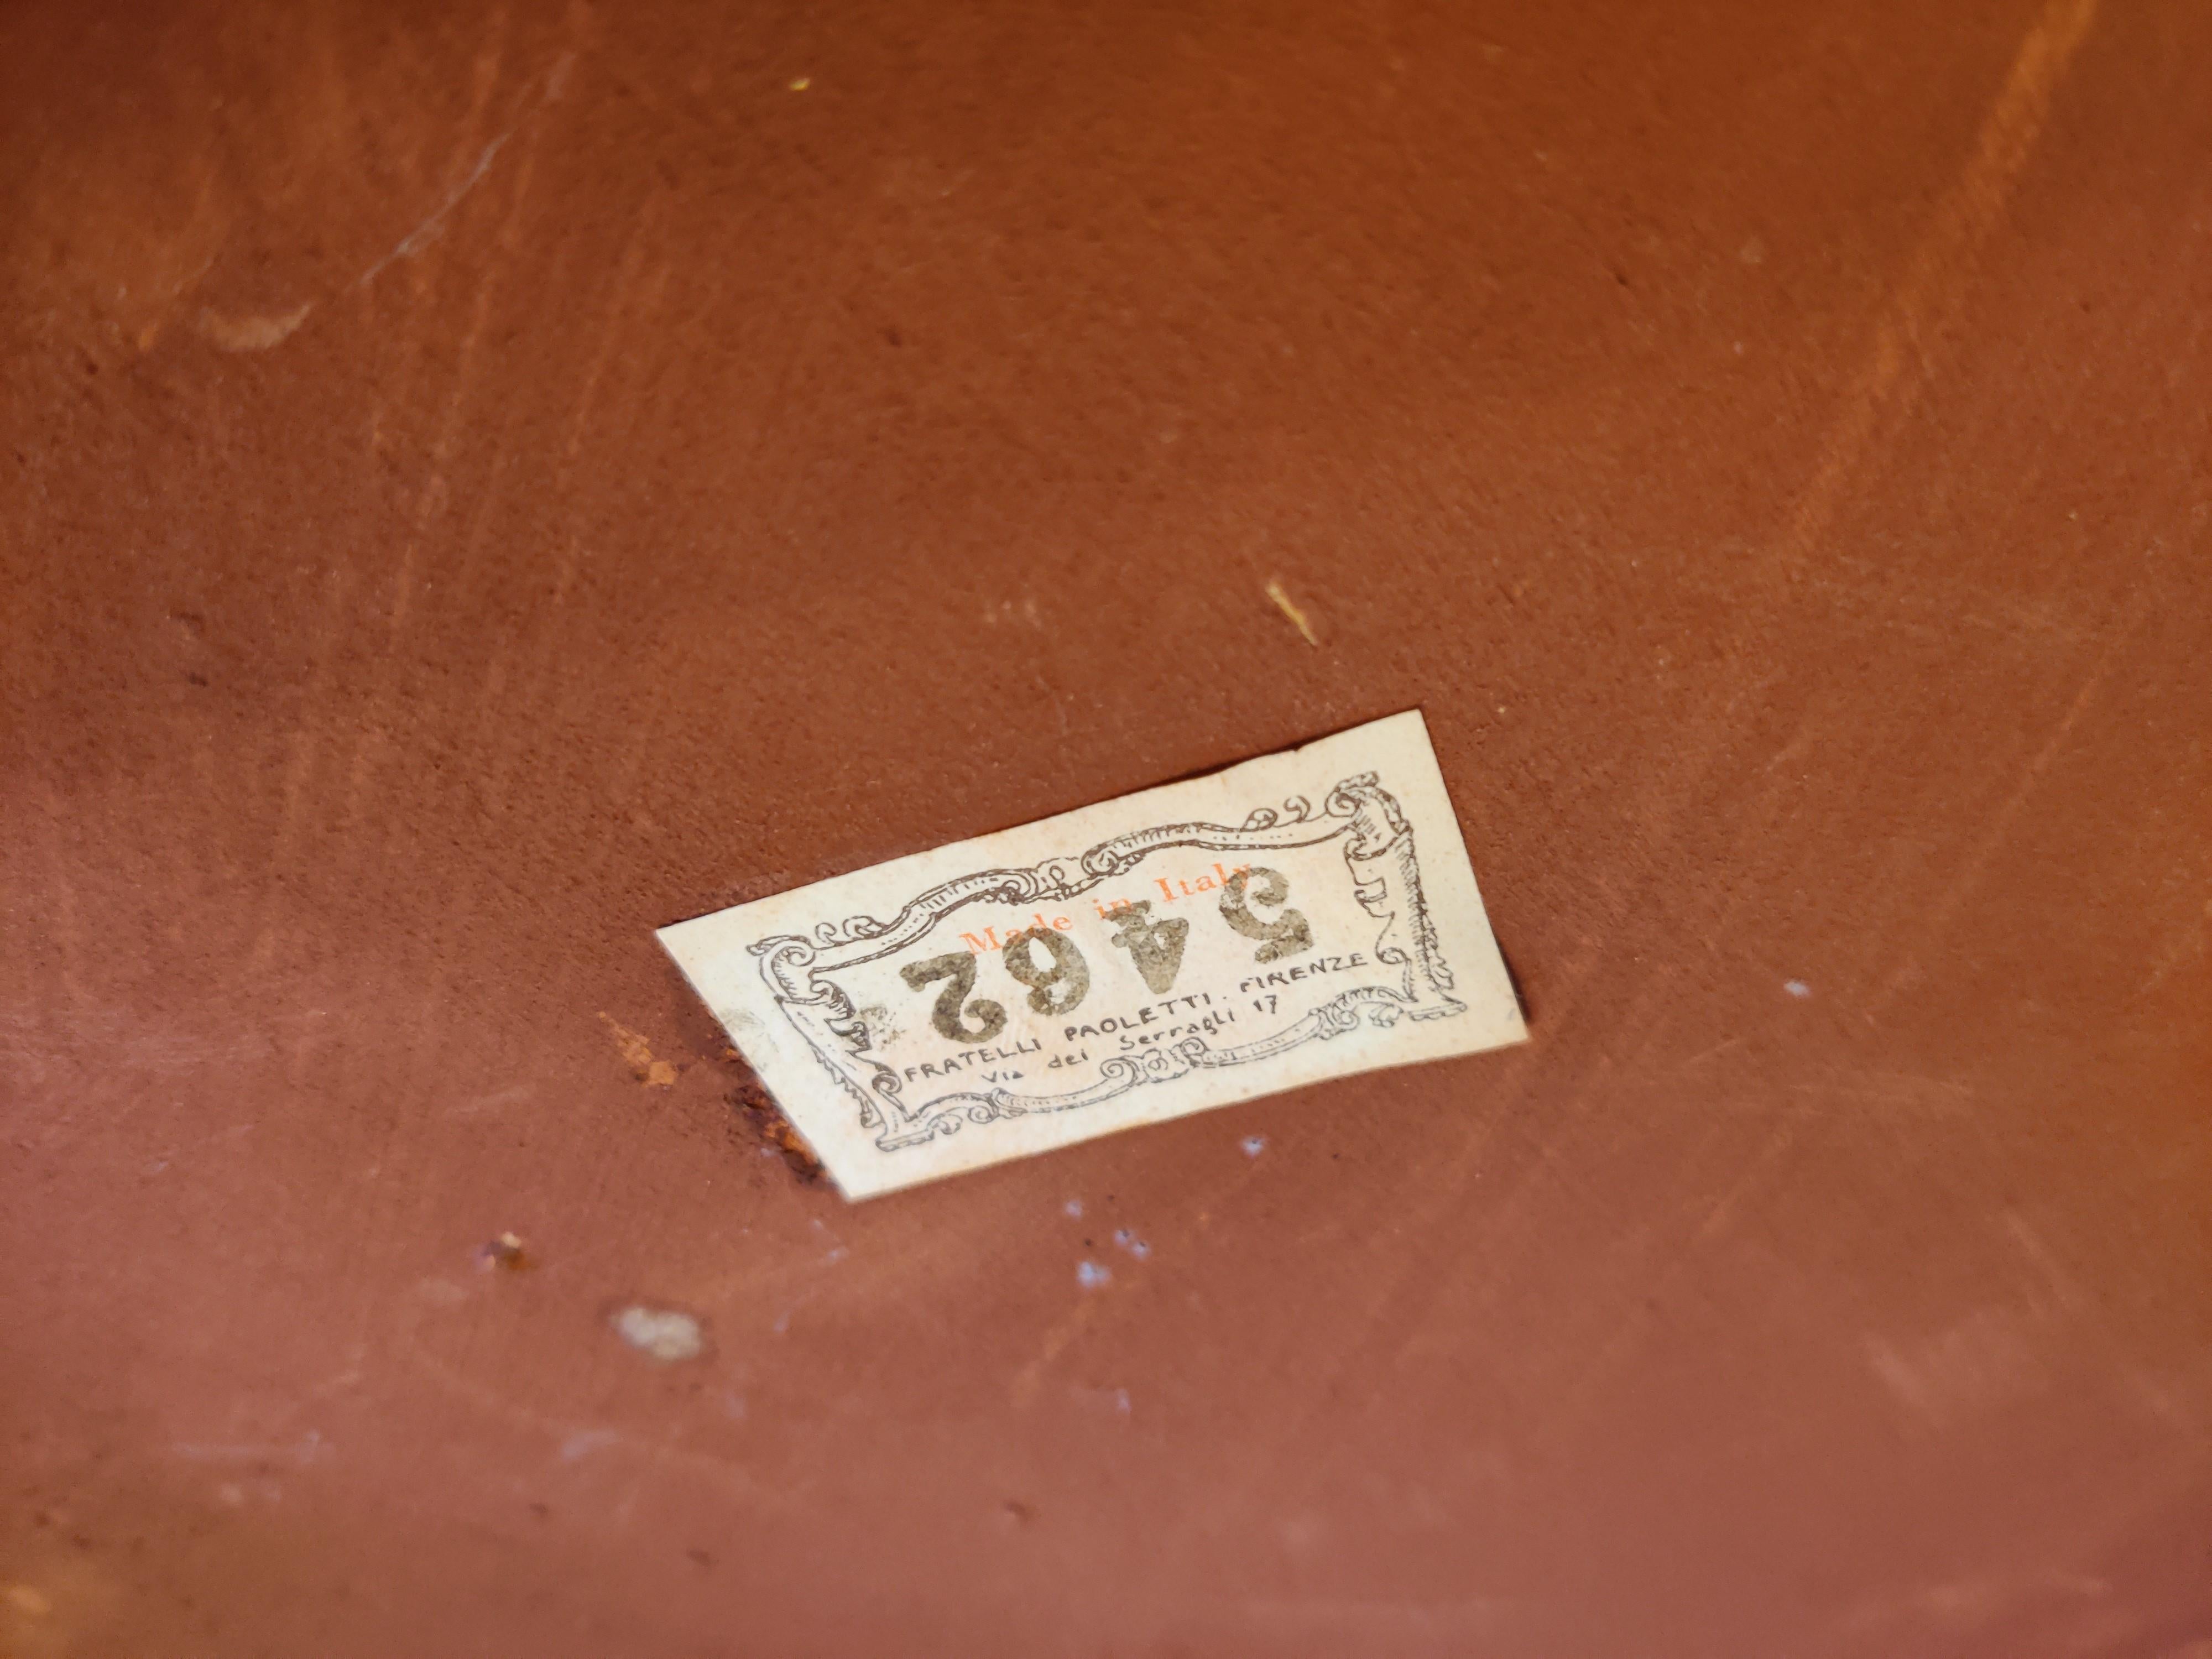 Made in Italy
5462
FRATELLI PAOLETTI . FIRENZE
Via dei Serragli 17